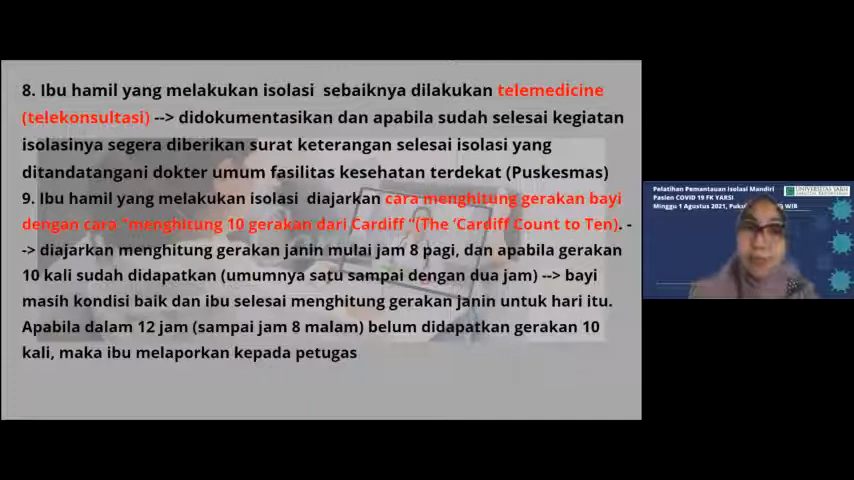 8. Ibu hamil yang melakukan isolasi sebaiknya dilakukan telemedicine
(telekonsultasi) --> didokumentasikan dan apabila sudah selesai kegiatan
isolasinya segera diberikan surat keterangan selesai isolasi yang
ditandatangani dokter umum fasilitas kesehatan terdekat (Puskesmas)
9. Ibu hamil yang melakukan isolasi diajarkan cara menghitung gerakan bayi
dengan cara "menghitung 10 gerakan dari Cardiff "(The 'Cardiff Count to Ten). -
-> diajarkan menghitung gerakan janin mulai jam 8 pagi, dan apabila gerakan
10 kali sudah didapatkan (umumnya satu sampai dengan dua jam) --> bayi
masih kondisi baik dan ibu selesai menghitung gerakan janin untuk hari itu.
Apabila dalam 12 jam (sampai jam 8 malam) belum didapatkan gerakan 10
kali, maka ibu melaporkan kepada petugas
Pelatihan Pemantauan Isolasi Mandiri
Pasien COVID 19 FK YARSI
Minggu 1 Agustus 2021, WIB
UNIVERSITAS YARSI